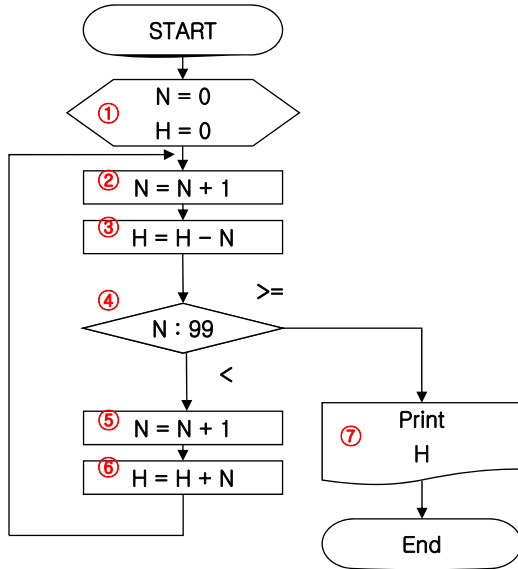 START
① N = 0
H = 0
② N = N + 1
③ H = H − N
④ N : 99
>=
<
⑤ N = N + 1
⑥ H = H + N
⑦ Print
H
End